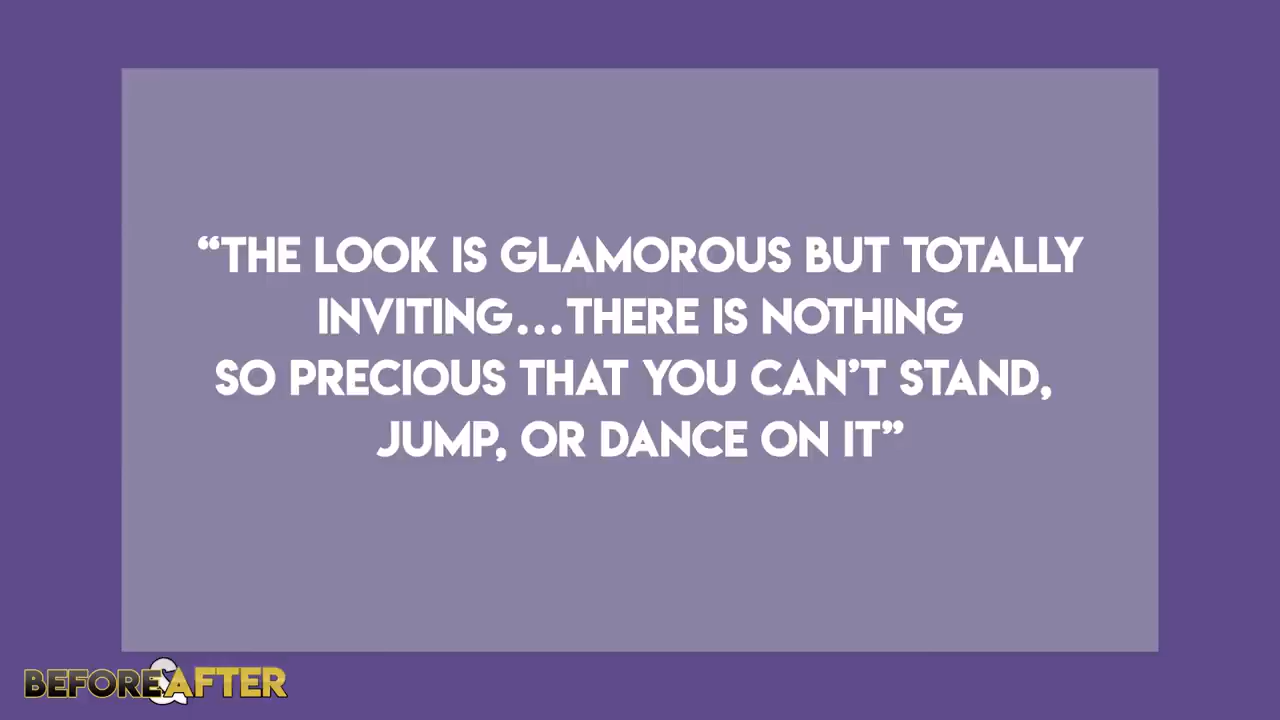 “THE LOOK IS GLAMOROUS BUT TOTALLY
INVITING...THERE IS NOTHING
SO PRECIOUS THAT YOU CAN’T STAND,
JUMP, OR DANCE ON IT”
BEFORE&AFTER